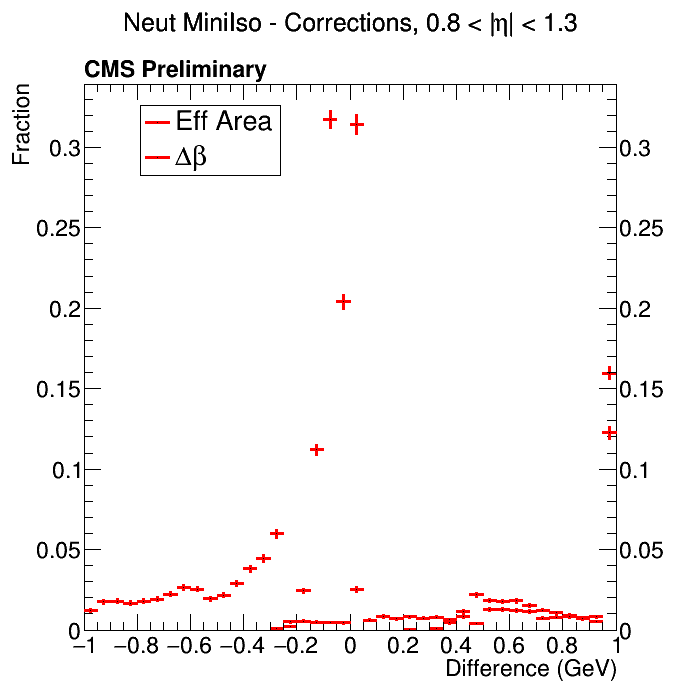 Neut MiniIso - Corrections, 0.8 < |η| < 1.3
CMS Preliminary
Fraction
Eff Area
Δβ
0.3
0.25
0.2
0.15
0.1
0.05
0
0.3
0.25
0.2
0.15
0.1
0.05
0
−1 −0.8 −0.6 −0.4 −0.2 0 0.2 0.4 0.6 0.8 1
Difference (GeV)